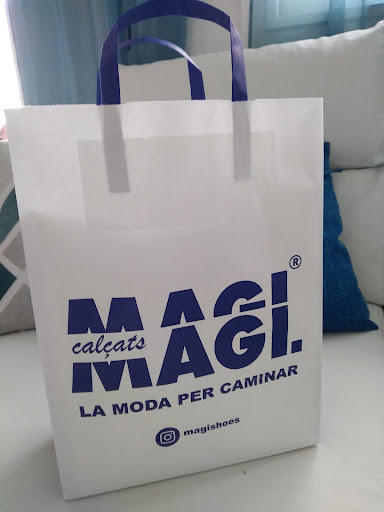 MAGI®
calçats
MAGI.
LA MODA PER CAMINAR
magishoes